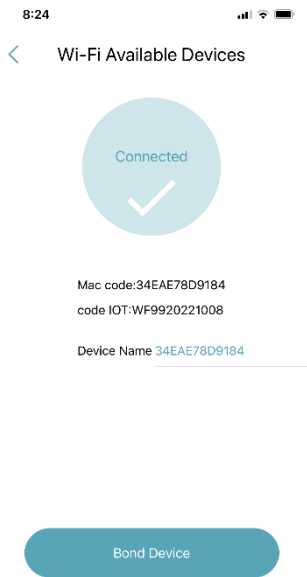 8:24
Wi-Fi Available Devices
Connected
Mac code:34EAE78D9184
code IOT:WF9920221008
Device Name 34EAE78D9184
Bond Device